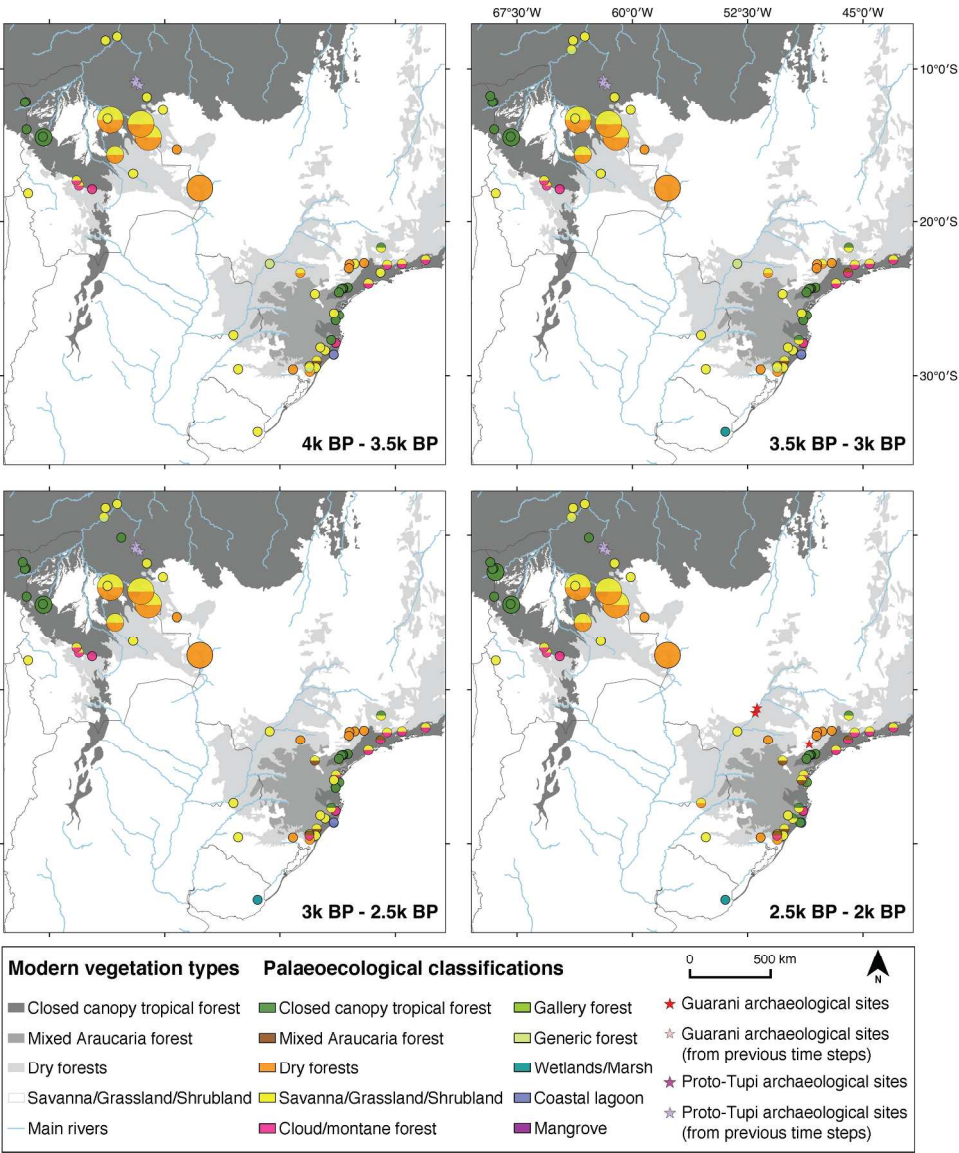 67°30'W 60°0'W 52°30'W 45°0'W
10°0'S
20°0'S
30°0'S
4k BP - 3.5k BP
3.5k BP - 3k BP
3k BP - 2.5k BP
2.5k BP - 2k BP
Modern vegetation types
Closed canopy tropical forest
Mixed Araucaria forest
Dry forests
Savanna/Grassland/Shrubland
Main rivers
Palaeoecological classifications
Closed canopy tropical forest
Mixed Araucaria forest
Dry forests
Savanna/Grassland/Shrubland
Cloud/montane forest
Gallery forest
Generic forest
Wetlands/Marsh
Coastal lagoon
Mangrove
0 500 km
N
Guarani archaeological sites
Guarani archaeological sites
(from previous time steps)
Proto-Tupi archaeological sites
Proto-Tupi archaeological sites
(from previous time steps)